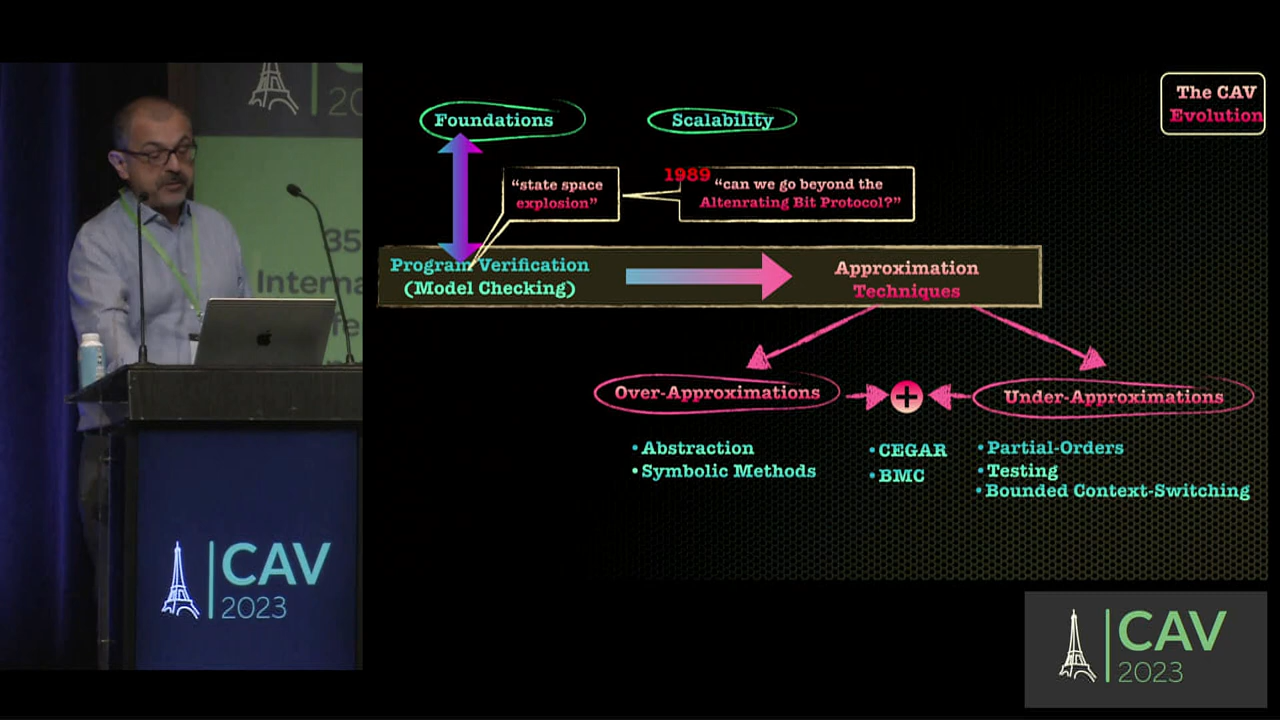 The CAV
Evolution
Foundations
Scalability
1989
"state space
explosion"
"can we go beyond the
Altenrating Bit Protocol?"
Program Verification
(Model Checking)
Approximation
Techniques
Over-Approximations
Under-Approximations
• Abstraction
• Symbolic Methods
• CEGAR
• BMC
• Partial-Orders
• Testing
• Bounded Context-Switching
20
35
Interna
CAV
2023
CAV
2023